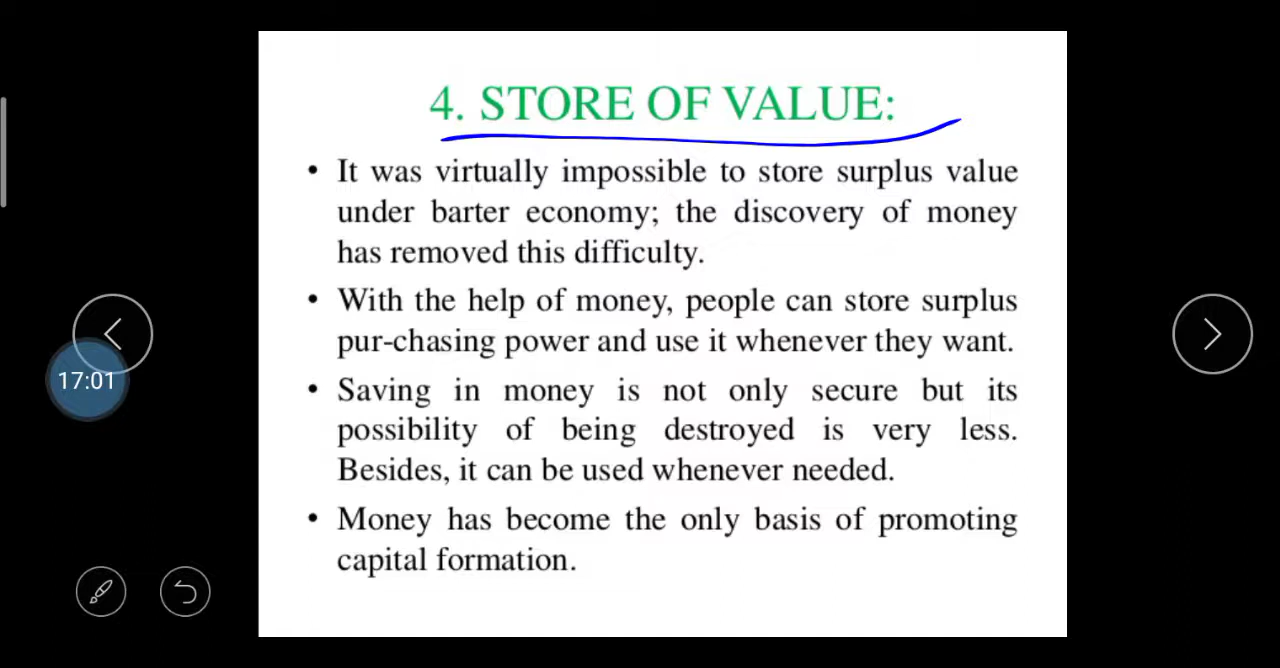 4. STORE OF VALUE:
• It was virtually impossible to store surplus value
under barter economy; the discovery of money
has removed this difficulty.
• With the help of money, people can store surplus
pur-chasing power and use it whenever they want.
• Saving in money is not only secure but its
possibility of being destroyed is very less.
Besides, it can be used whenever needed.
• Money has become the only basis of promoting
capital formation.
17:01